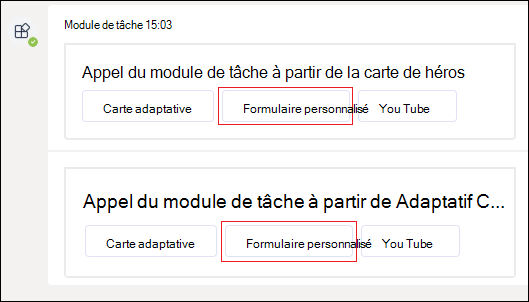 Module de tâche 15:03
Appel du module de tâche à partir de la carte de héros
Carte adaptative Formulaire personnalisé You Tube
Appel du module de tâche à partir de Adaptatif C...
Carte adaptative Formulaire personnalisé You Tube